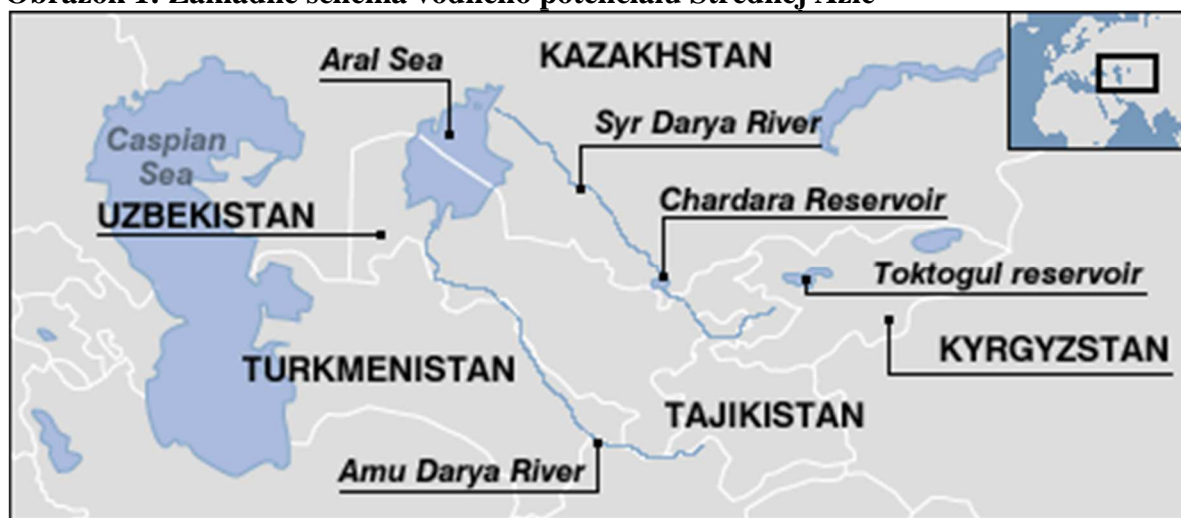 Obrázok 1: Základné schéma vodného potenciálu Strednej Ázie
Aral Sea
KAZAKHSTAN
Syr Darya River
Caspian
Sea
UZBEKISTAN
Chardara Reservoir
Toktogul reservoir
KYRGYZSTAN
TURKMENISTAN
TAJIKISTAN
Amu Darya River